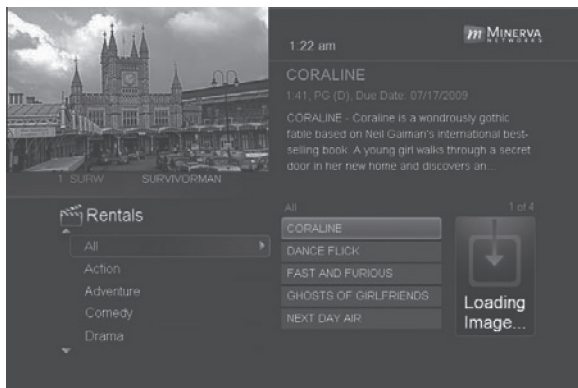 1:22 am
MINERVA
NETWORKS
CORALINE
1:41, PG (D), Due Date: 07/17/2009
CORALINE - Coraline is a wondrously gothic
fable based on Neil Gaiman's international best-
selling book. A young girl walks through a secret
door in her new home and discovers an...
1 SURW SURVIVORMAN
Rentals
All
Action
Adventure
Comedy
Drama
All 1 of 4
CORALINE
DANCE FLICK
FAST AND FURIOUS
GHOSTS OF GIRLFRIENDS
NEXT DAY AIR
Loading
Image...